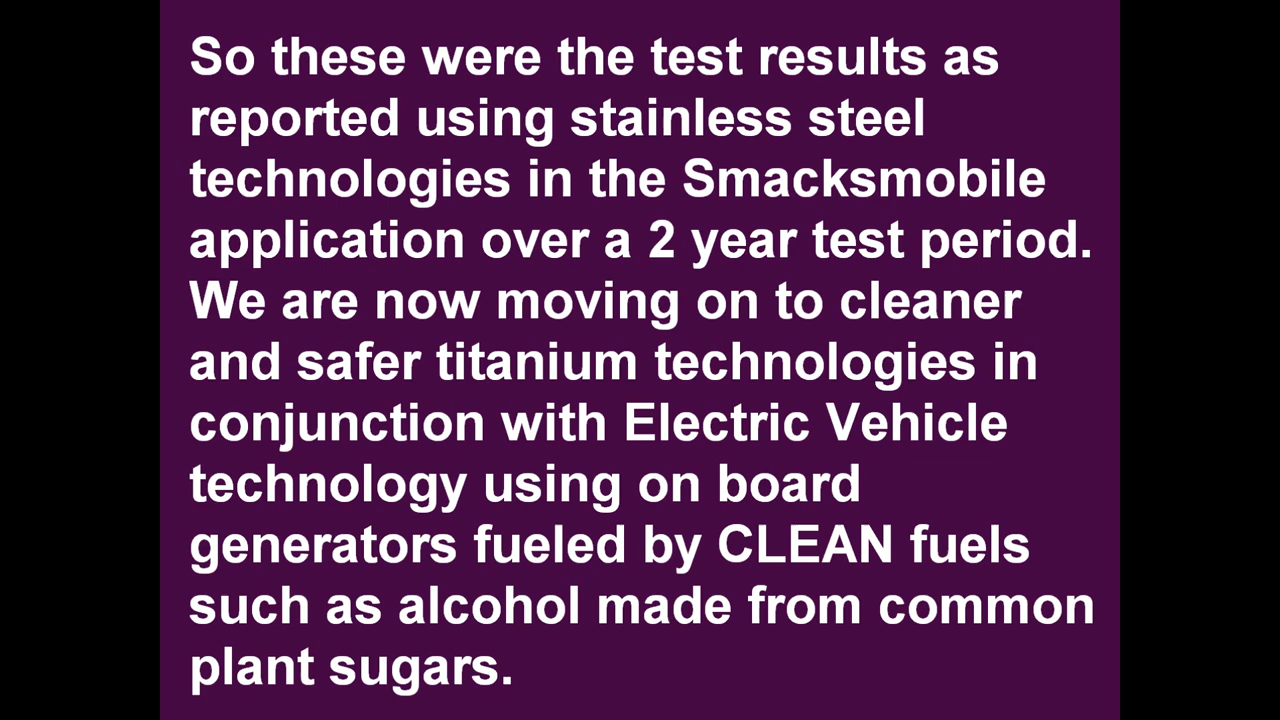 So these were the test results as
reported using stainless steel
technologies in the Smacksmobile
application over a 2 year test period.
We are now moving on to cleaner
and safer titanium technologies in
conjunction with Electric Vehicle
technology using on board
generators fueled by CLEAN fuels
such as alcohol made from common
plant sugars.